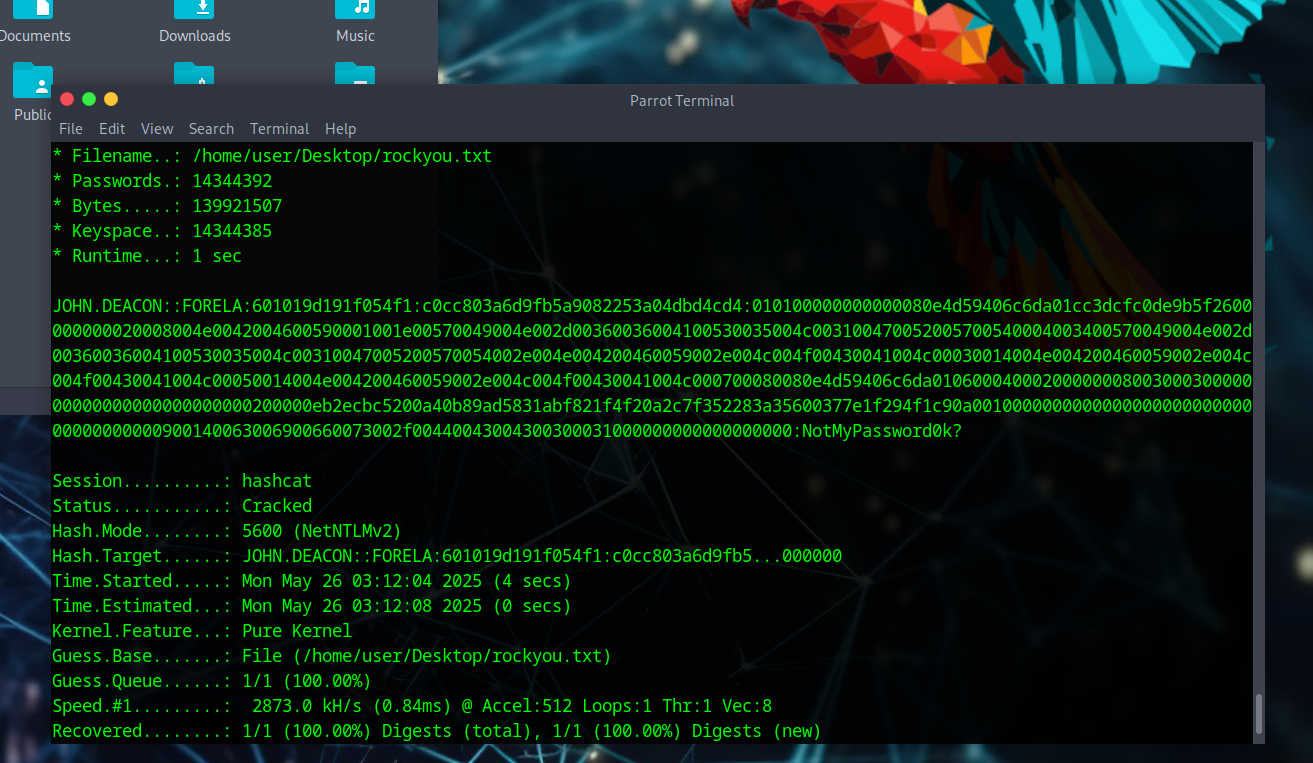 Documents
Downloads
Music
Public
Parrot Terminal
File Edit View Search Terminal Help
* Filename..: /home/user/Desktop/rockyou.txt
* Passwords.: 14344392
* Bytes.....: 139921507
* Keyspace..: 14344385
* Runtime...: 1 sec
JOHN.DEACON::FORELA:601019d191f054f1:c0cc803a6d9fb5a9082253a04dbd4cd4:010100000000000080e4d59406c6da01cc3dcfc0de9b5f2600
000000020008004e0042004600590001001e00570049004e002d00360036004100530035004c003100470052005700540004003400570049004e002d
00360036004100530035004c00310047005200570054002e004e004200460059002e004c004f00430041004c00030014004e004200460059002e004c
004f00430041004c00050014004e004200460059002e004c004f00430041004c000700080080e4d59406c6da0106000400020000000800300030000
000000000000000000000200000eb2ecbc5200a40b89ad5831abf821f4f20a2c7f352283a35600377e1f294f1c90a001000000000000000000000000
000000000000900140063006900660073002f00440043004300300031000000000000000000:NotMyPassword0k?
Session..........: hashcat
Status...........: Cracked
Hash.Mode........: 5600 (NetNTLMv2)
Hash.Target......: JOHN.DEACON::FORELA:601019d191f054f1:c0cc803a6d9fb5...000000
Time.Started.....: Mon May 26 03:12:04 2025 (4 secs)
Time.Estimated...: Mon May 26 03:12:08 2025 (0 secs)
Kernel.Feature...: Pure Kernel
Guess.Base.......: File (/home/user/Desktop/rockyou.txt)
Guess.Queue......: 1/1 (100.00%)
Speed.#1.........:  2873.0 kH/s (0.84ms) @ Accel:512 Loops:1 Thr:1 Vec:8
Recovered........: 1/1 (100.00%) Digests (total), 1/1 (100.00%) Digests (new)